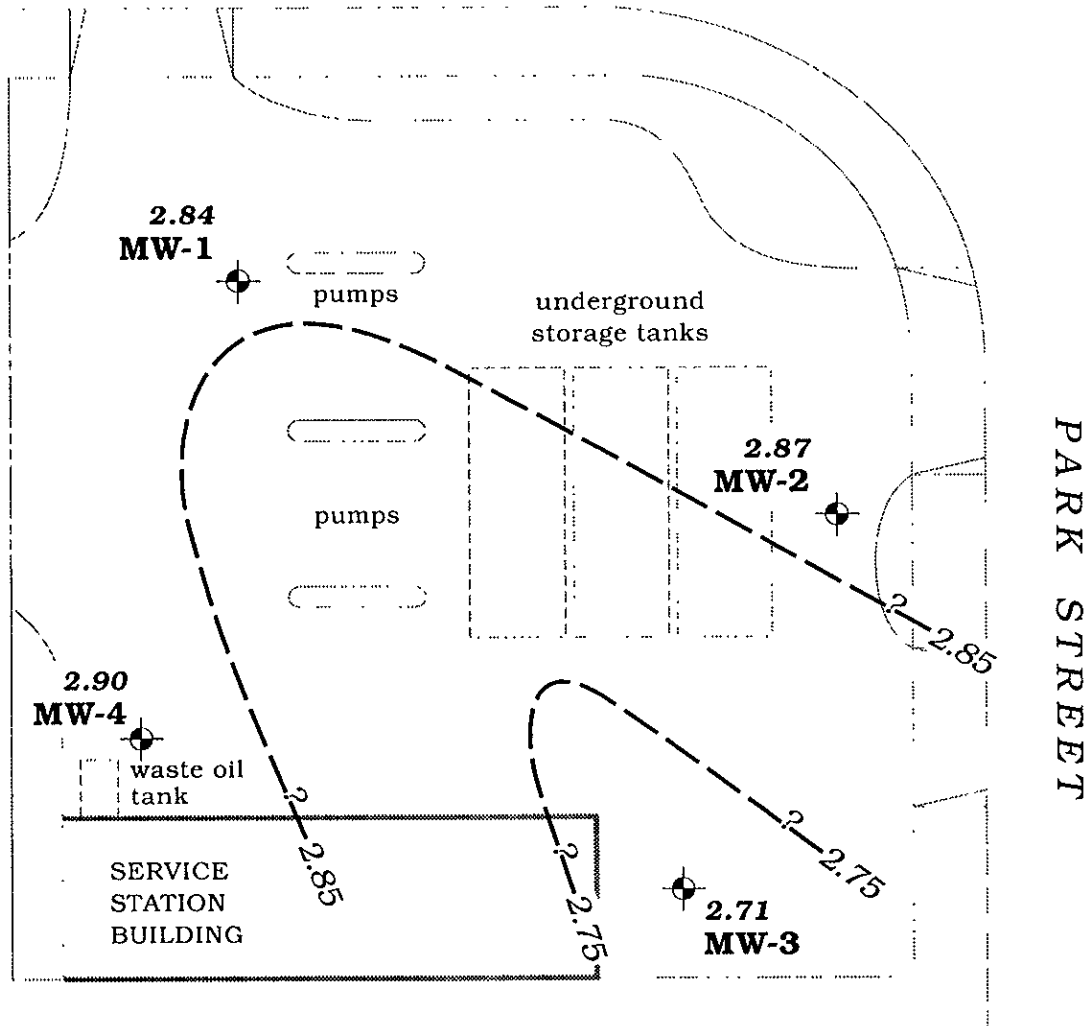 2.84
MW-1
pumps
underground
storage tanks
2.87
MW-2
pumps
?
2.85
2.90
MW-4
waste oil
tank
?
2.85
?
2.75
?
2.75
SERVICE
STATION
BUILDING
2.71
MW-3
PARK STREET